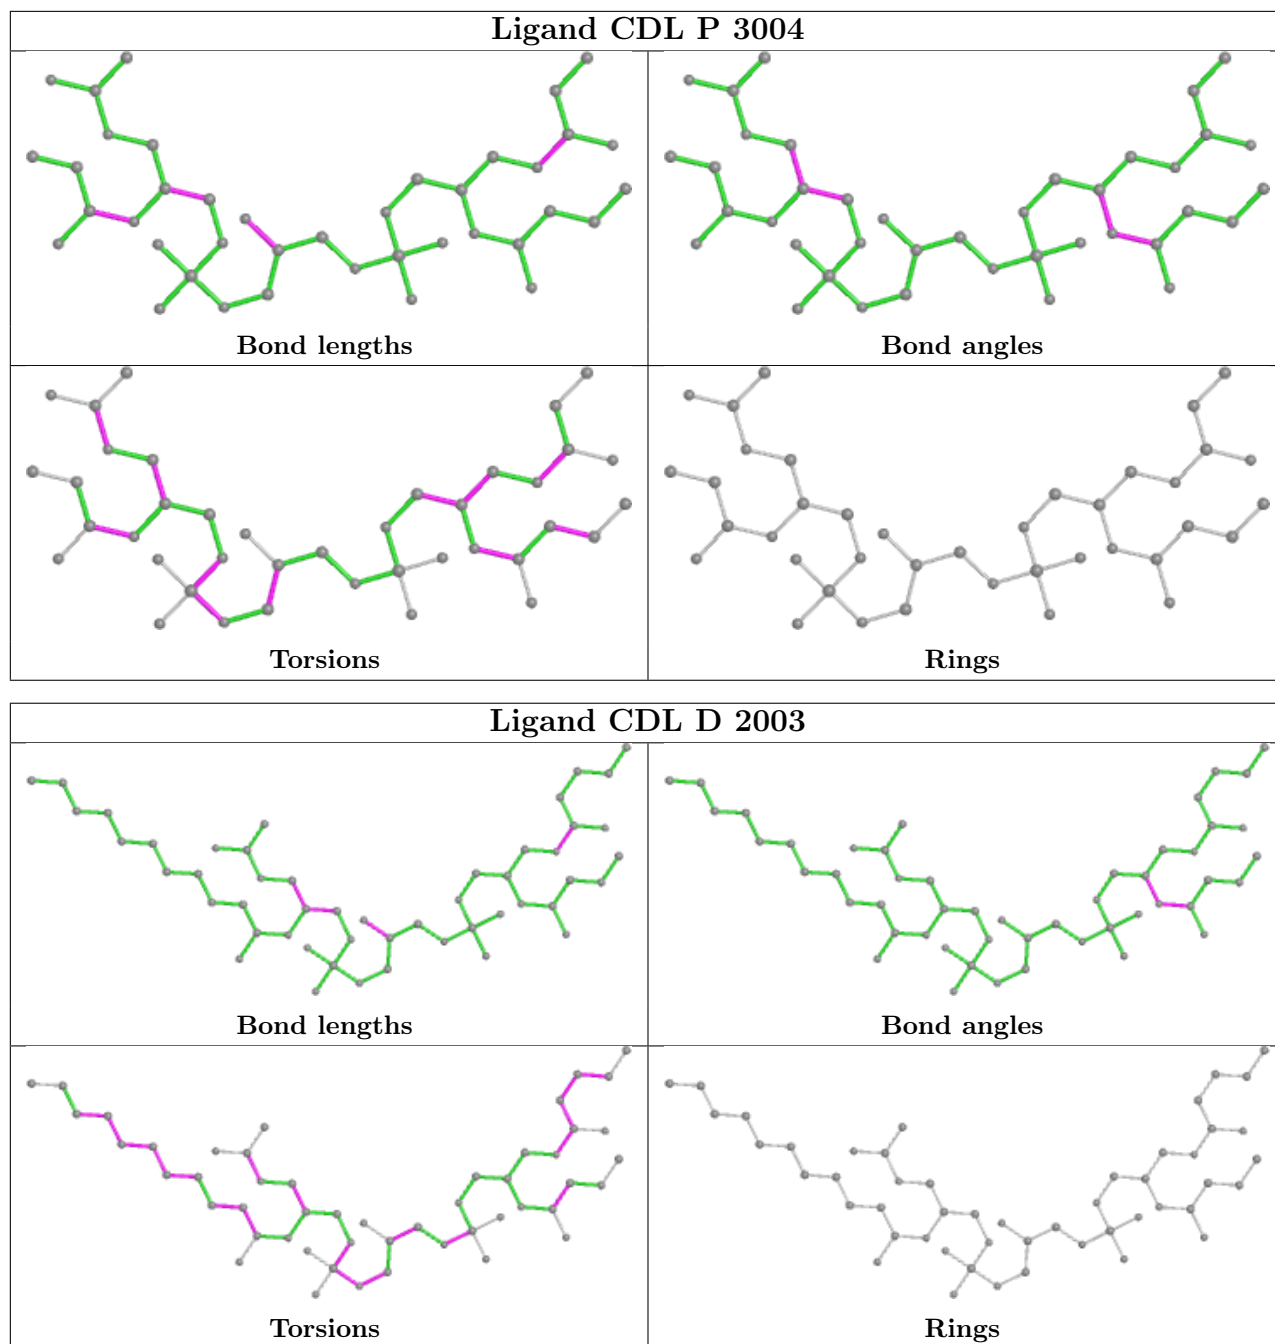 Ligand CDL P 3004
Bond lengths
Bond angles
Torsions
Rings
Ligand CDL D 2003
Bond lengths
Bond angles
Torsions
Rings